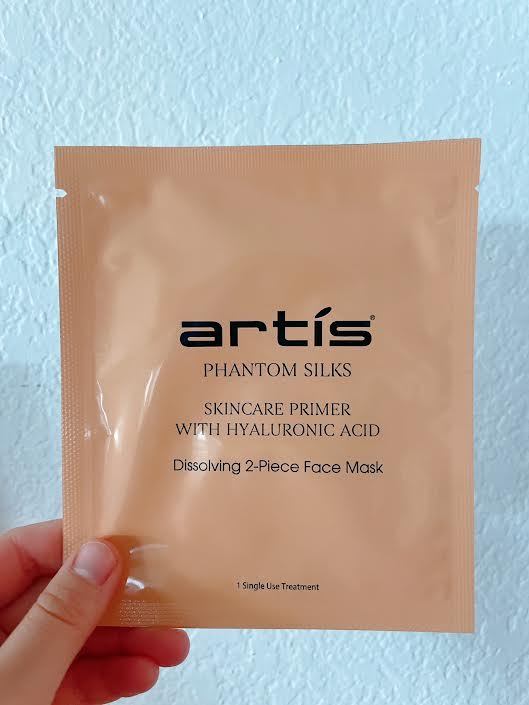 artís®
PHANTOM SILKS
SKINCARE PRIMER
WITH HYALURONIC ACID
Dissolving 2-Piece Face Mask
1 Single Use Treatment